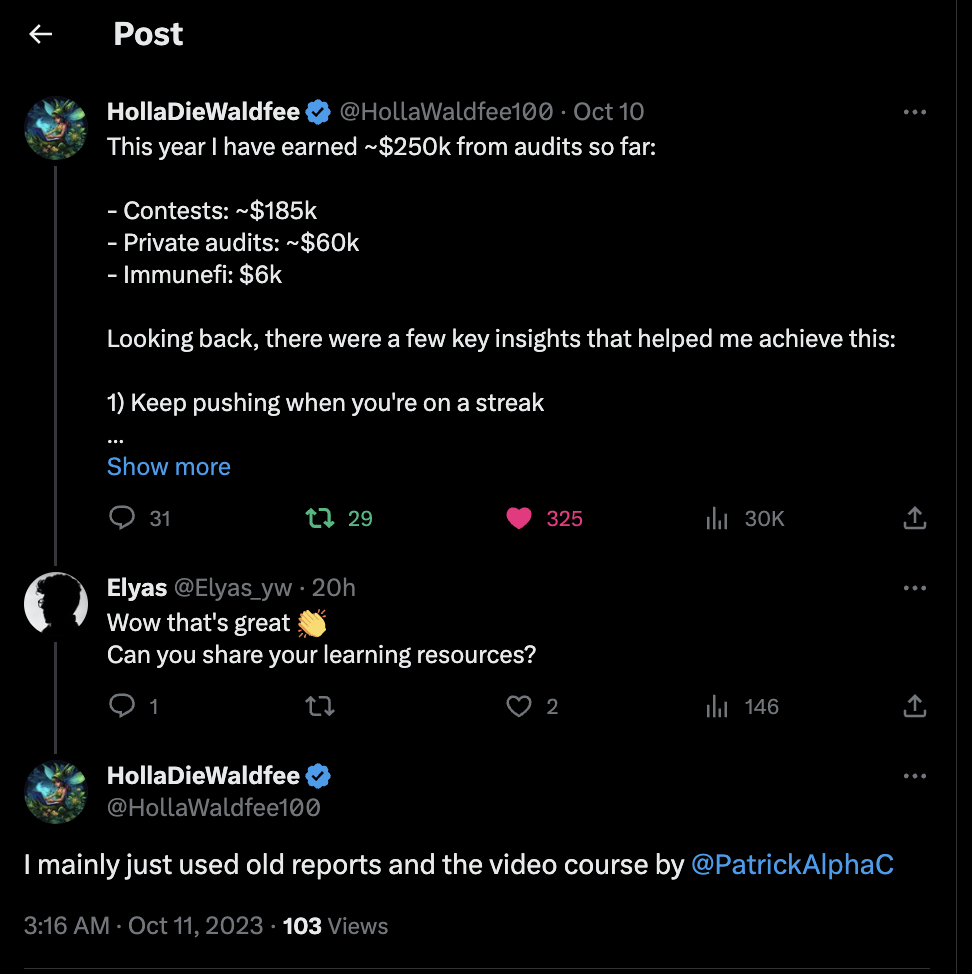 Post
HollaDieWaldfee @HollaWaldfee100 · Oct 10
This year I have earned ~$250k from audits so far:
- Contests: ~$185k
- Private audits: ~$60k
- Immunefi: $6k
Looking back, there were a few key insights that helped me achieve this:
1) Keep pushing when you're on a streak
...
Show more
31 29 325 30K
Elyas @Elyas_yw · 20h
Wow that's great 👏
Can you share your learning resources?
1 2 146
HollaDieWaldfee
@HollaWaldfee100
I mainly just used old reports and the video course by @PatrickAlphaC
3:16 AM · Oct 11, 2023 · 103 Views